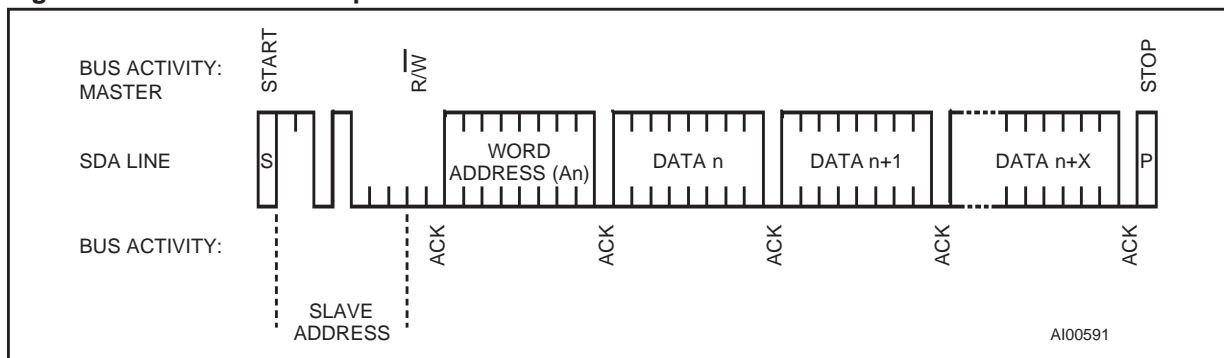 START
R/W
STOP
BUS ACTIVITY:
MASTER
SDA LINE
S
WORD
ADDRESS (An)
DATA n
DATA n+1
DATA n+X
P
BUS ACTIVITY:
ACK
ACK
ACK
ACK
ACK
SLAVE
ADDRESS
AI00591